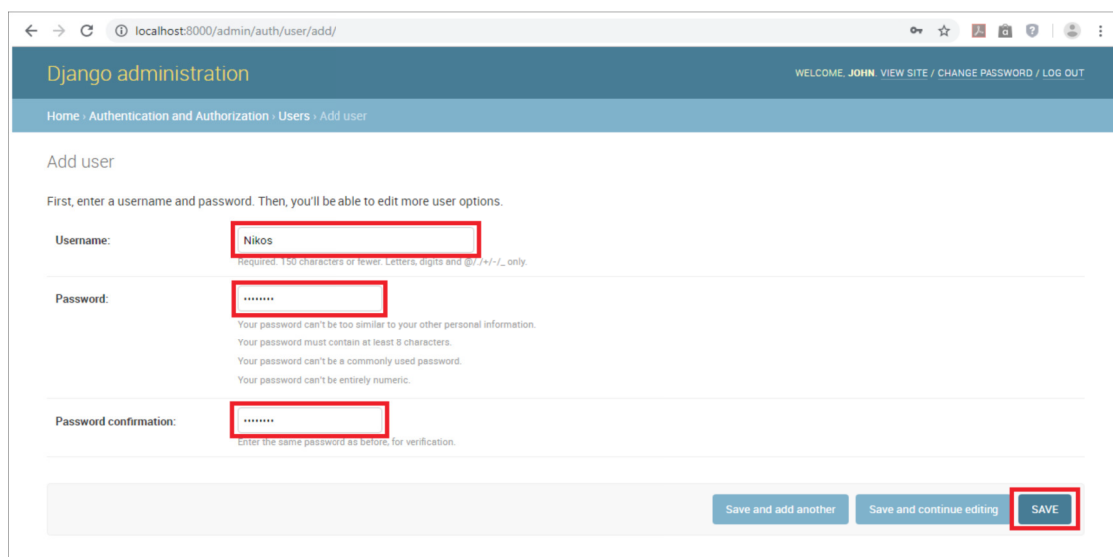 localhost:8000/admin/auth/user/add/
Django administration
WELCOME, JOHN. VIEW SITE / CHANGE PASSWORD / LOG OUT
Home › Authentication and Authorization › Users › Add user
Add user
First, enter a username and password. Then, you'll be able to edit more user options.
Username:
Nikos
Required. 150 characters or fewer. Letters, digits and @/./+/-/_ only.
Password:
••••••••
Your password can't be too similar to your other personal information.
Your password must contain at least 8 characters.
Your password can't be a commonly used password.
Your password can't be entirely numeric.
Password confirmation:
••••••••
Enter the same password as before, for verification.
Save and add another
Save and continue editing
SAVE